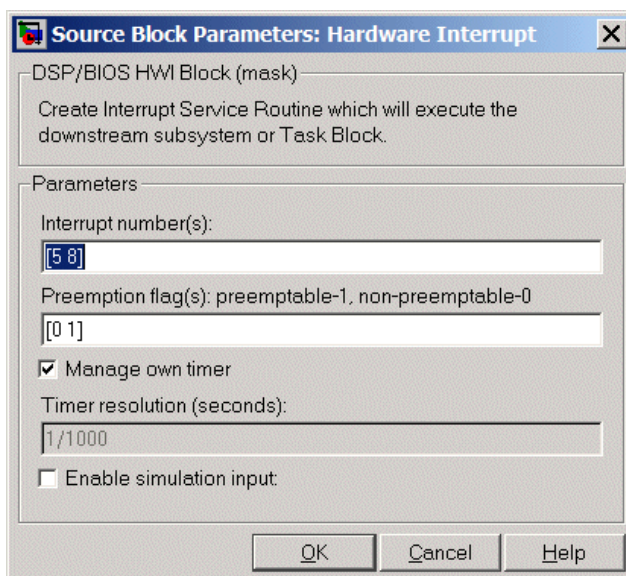 Source Block Parameters: Hardware Interrupt
DSP/BIOS HWI Block (mask)
Create Interrupt Service Routine which will execute the
downstream subsystem or Task Block.
Parameters
Interrupt number(s):
[5 8]
Preemption flag(s): preemptable-1, non-preemptable-0
[0 1]
Manage own timer
Timer resolution (seconds):
1/1000
Enable simulation input:
OK Cancel Help